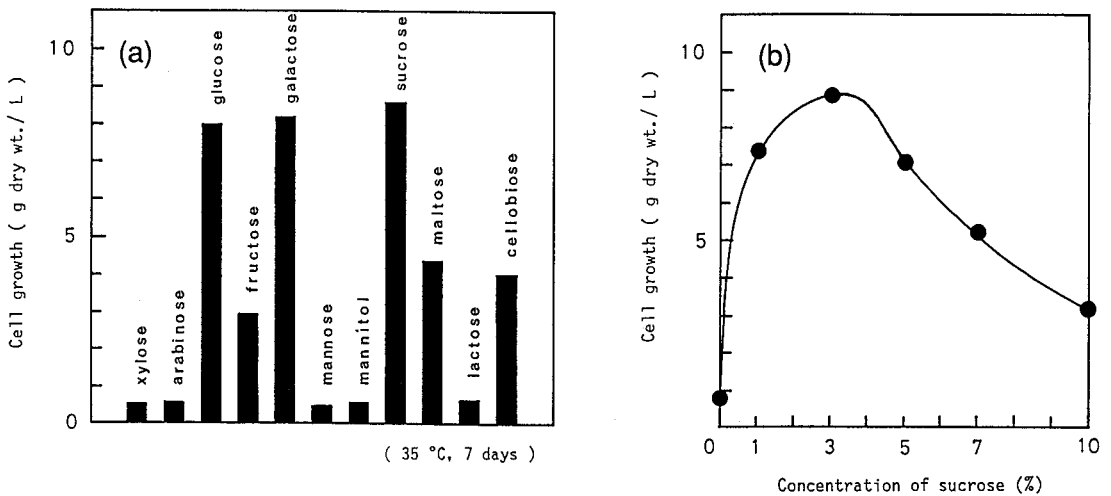 (a)
Cell growth ( g dry wt./ L )
10
5
0
xylose
arabinose
glucose
fructose
galactose
mannose
mannitol
sucrose
maltose
lactose
cellobiose
( 35 °C, 7 days )
(b)
Cell growth ( g dry wt./ L )
10
5
0 1 3 5 7 10
Concentration of sucrose (%)